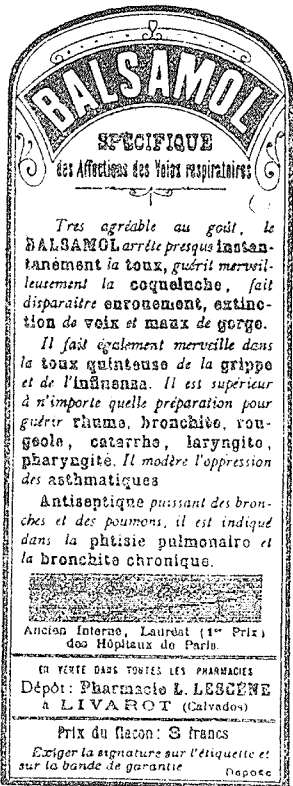 BALSAMOL
SPÉCIFIQUE
des Affections des Voies respiratoires
Tres agréable au goût, le
BALSAMOL arrête presque instan-
tanément la toux, guérit merveil-
leusement la coqueluche, fait
disparaitre enrouement, extinc-
tion de voix et maux de gorge.
Il fait également merveille dans
la toux quinteuse de la grippe
et de l'influenza. Il est supérieur
à n'importe quelle préparation pour
guérir rhume, bronchite, rou-
geole, catarrhe, laryngite,
pharyngite. Il modère l'oppression
des asthmatiques
Antiseptique puissant des bron-
ches et des poumons, il est indiqué
dans la phtisie pulmonaire et
la bronchite chronique.
Ancien Interne, Lauréat (1er Prix)
des Hôpitaux de Paris.
EN VENTE DANS TOUTES LES PHARMACIES
Dépôt: Pharmacie L. LESCÈNE
à LIVAROT (Calvados)
Prix du flacon: 3 francs
Exiger la signature sur l'étiquette et
sur la bande de garantie
Déposé